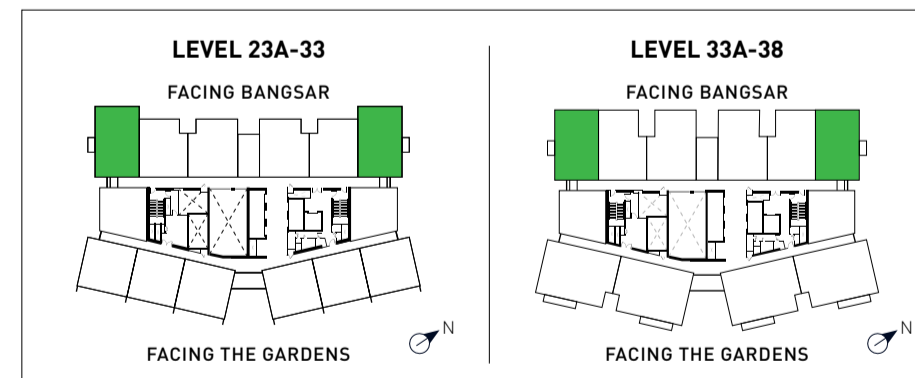 LEVEL 23A-33
FACING BANGSAR
FACING THE GARDENS
N
LEVEL 33A-38
FACING BANGSAR
FACING THE GARDENS
N